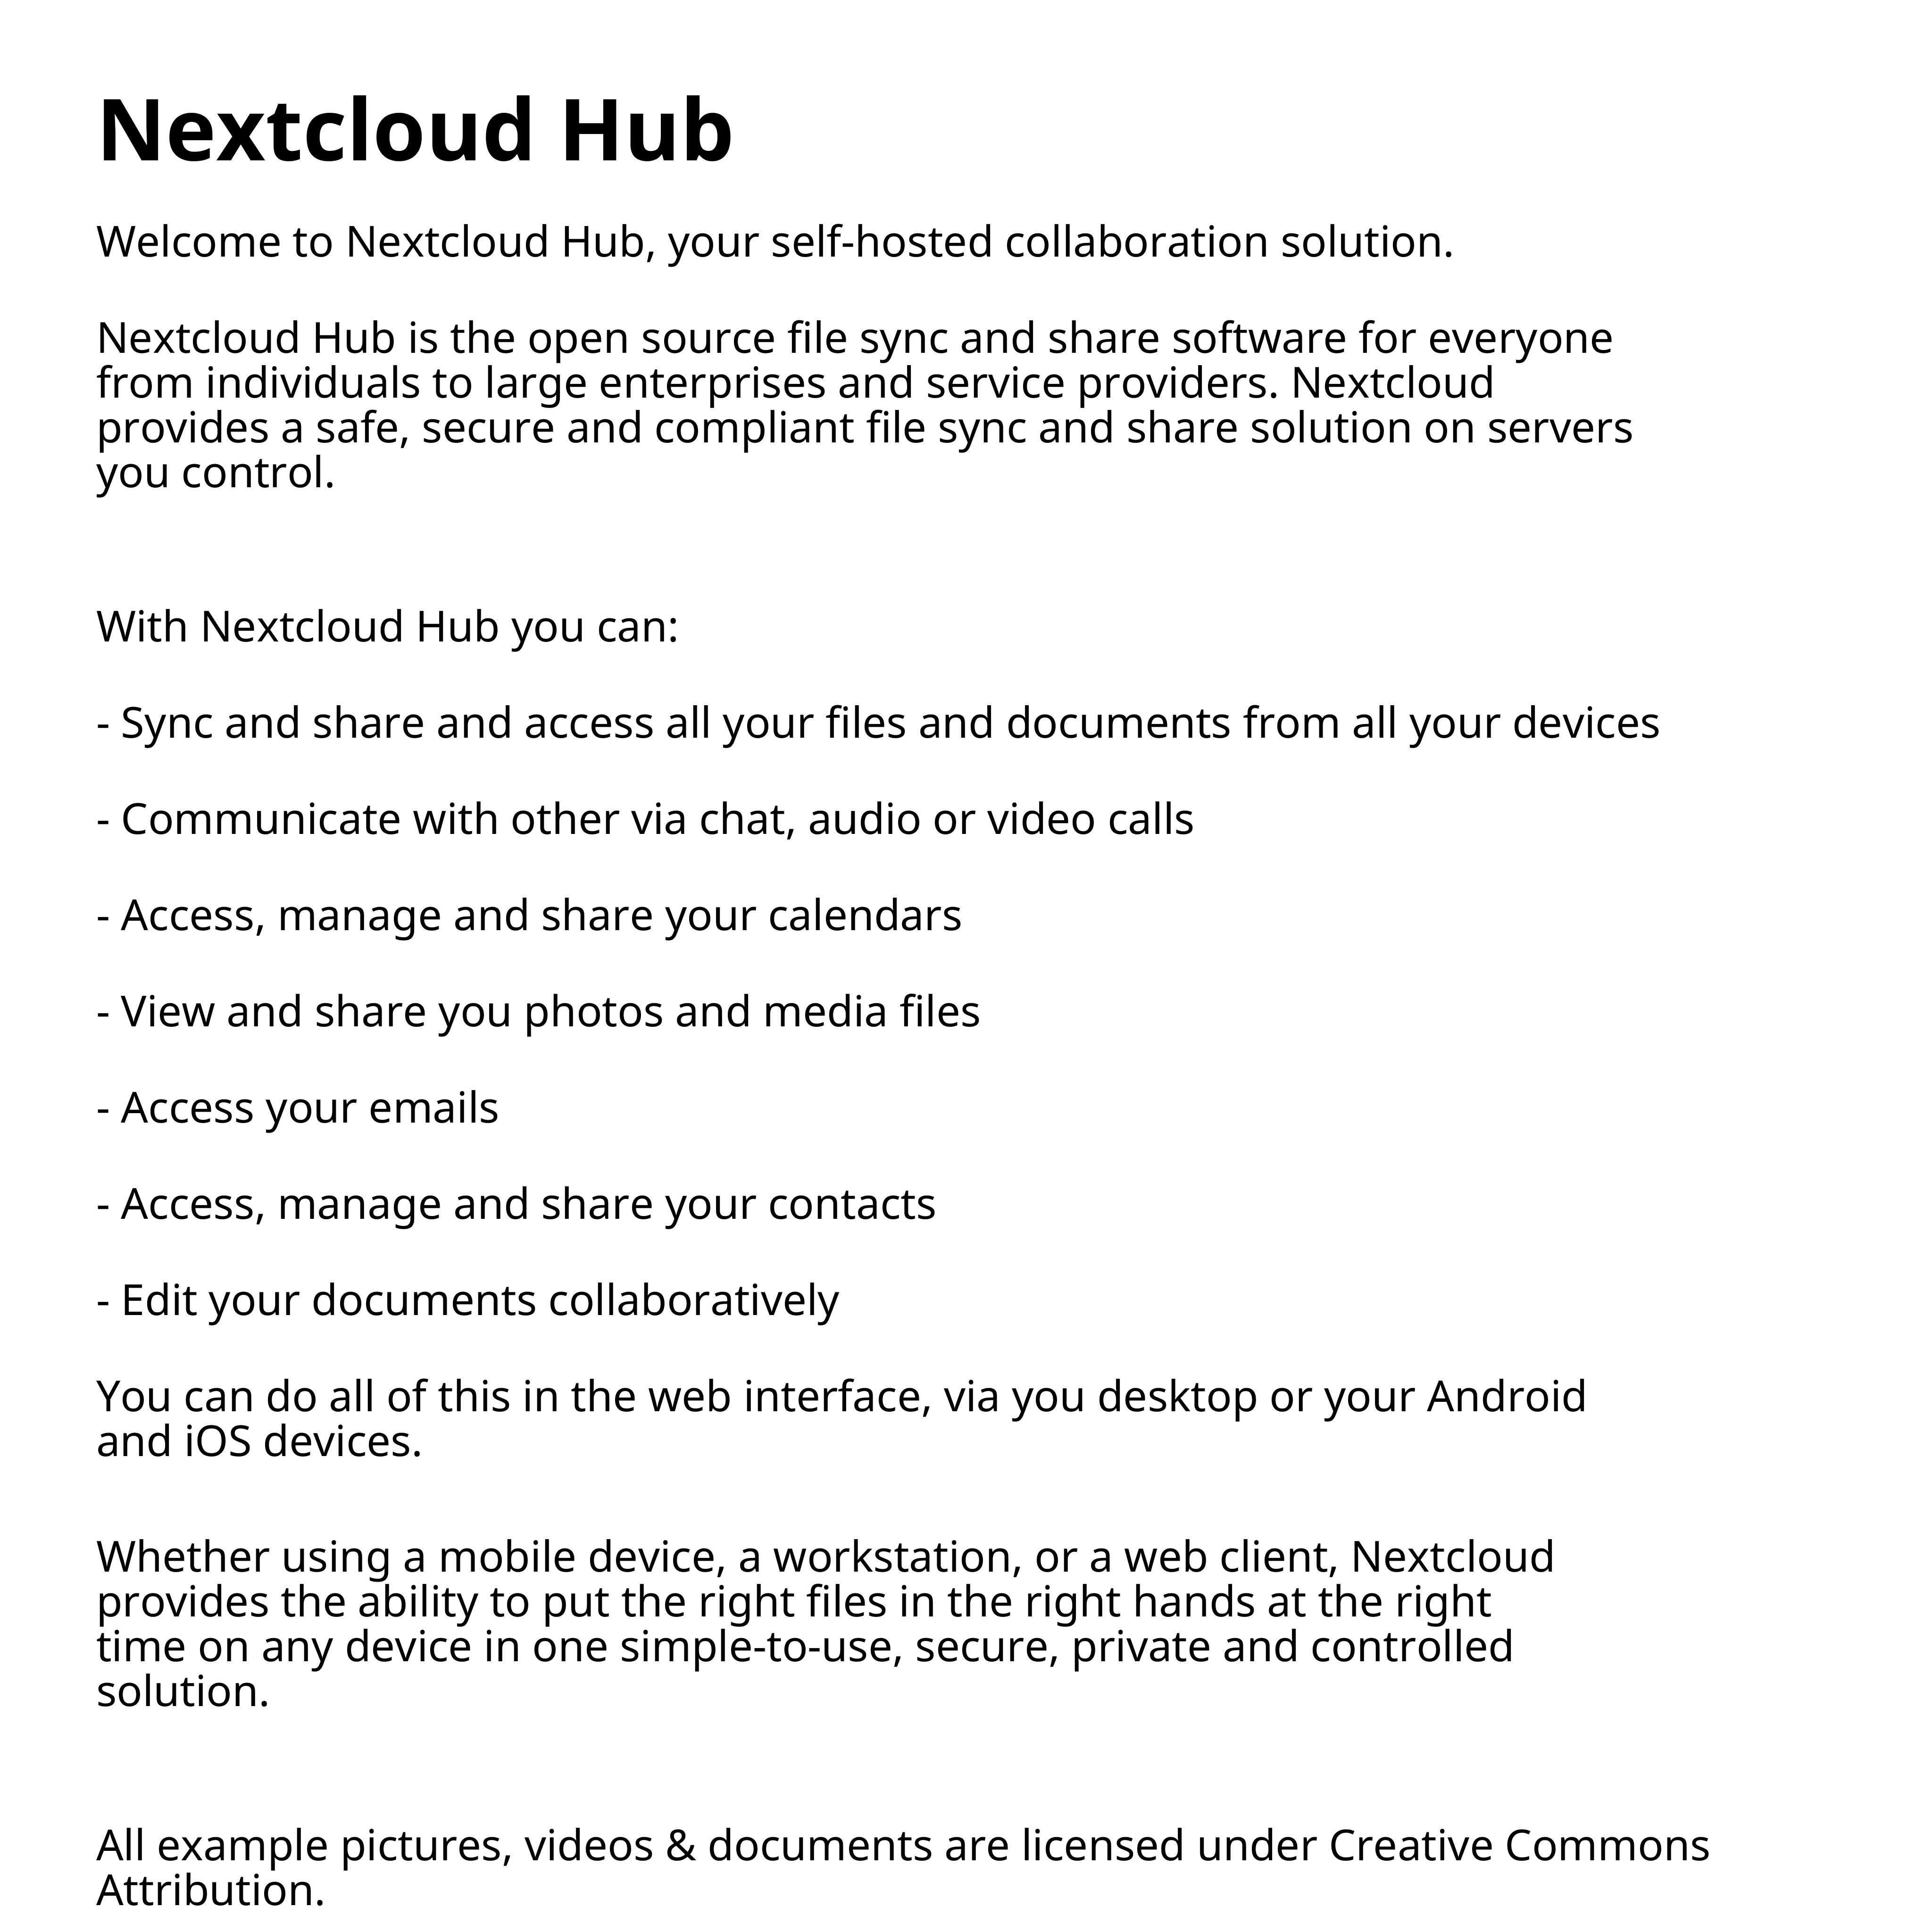 Nextcloud Hub
Welcome to Nextcloud Hub, your self-hosted collaboration solution.
Nextcloud Hub is the open source file sync and share software for everyone
from individuals to large enterprises and service providers. Nextcloud
provides a safe, secure and compliant file sync and share solution on servers
you control.
With Nextcloud Hub you can:
- Sync and share and access all your files and documents from all your devices
- Communicate with other via chat, audio or video calls
- Access, manage and share your calendars
- View and share you photos and media files
- Access your emails
- Access, manage and share your contacts
- Edit your documents collaboratively
You can do all of this in the web interface, via you desktop or your Android
and iOS devices.
Whether using a mobile device, a workstation, or a web client, Nextcloud
provides the ability to put the right files in the right hands at the right
time on any device in one simple-to-use, secure, private and controlled
solution.
All example pictures, videos & documents are licensed under Creative Commons
Attribution.